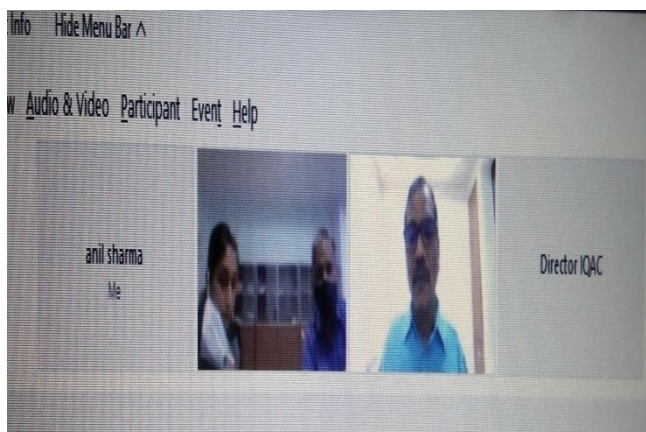 Info Hide Menu Bar ^
w Audio & Video Participant Event Help
anil sharma
Me
Director IQAC